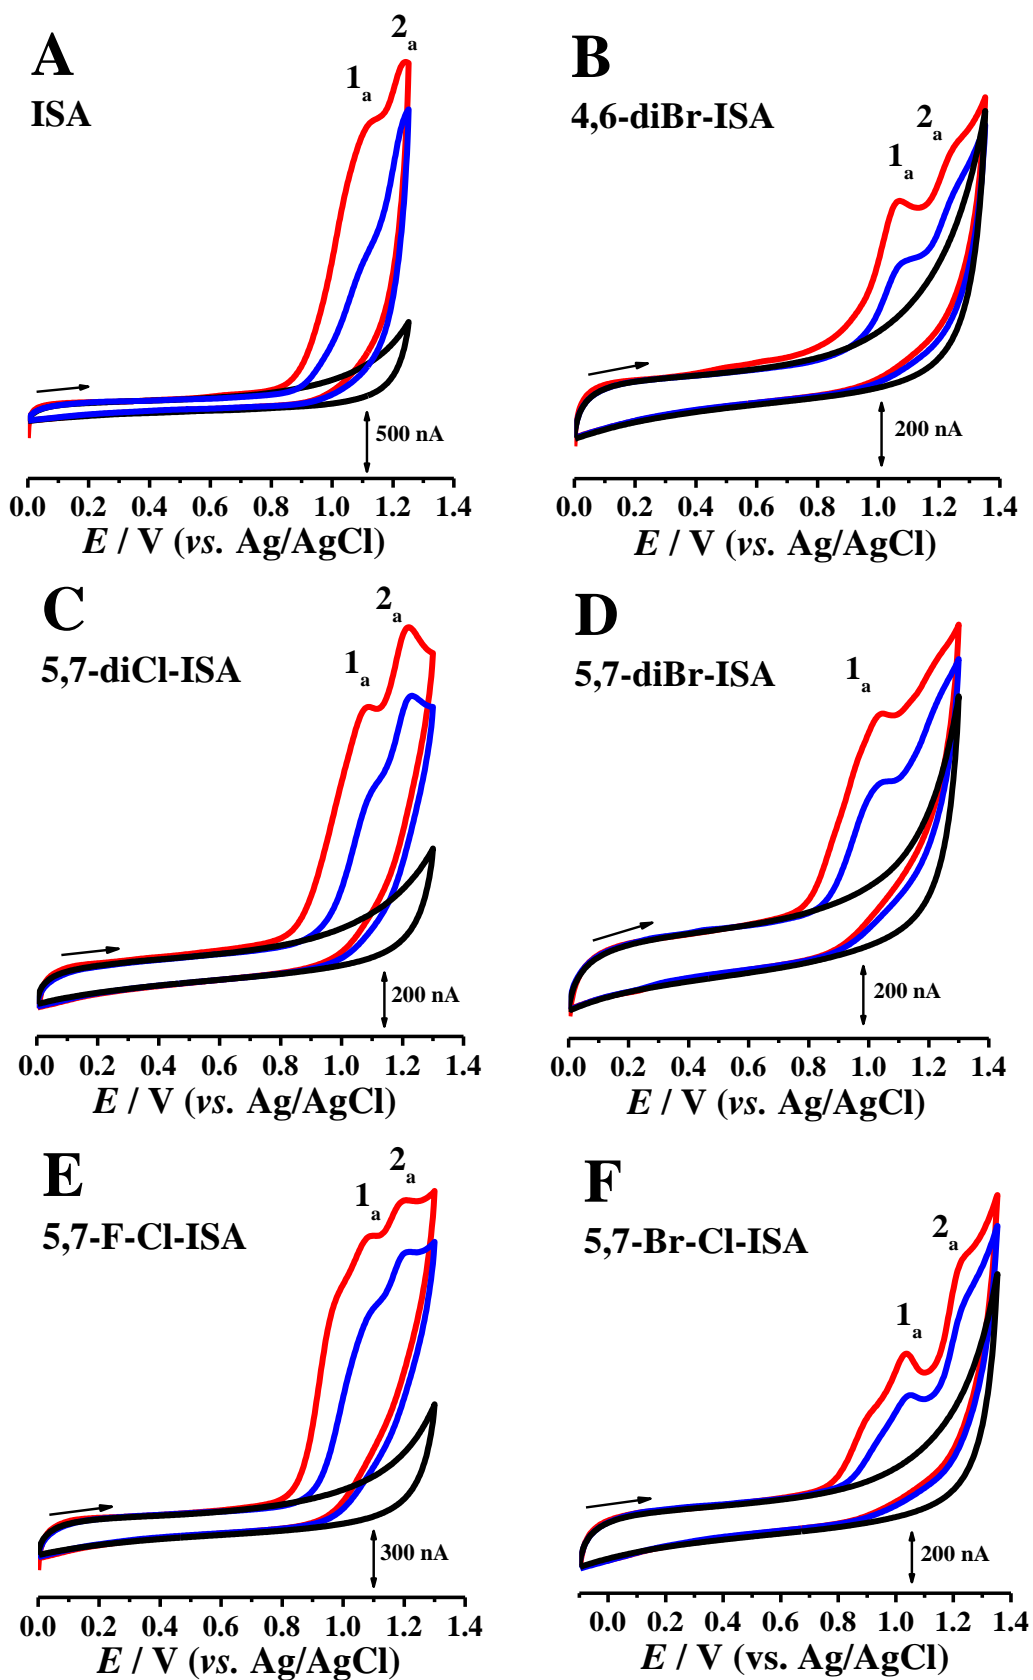 A
ISA
1a
2a
500 nA
0.0 0.2 0.4 0.6 0.8 1.0 1.2 1.4
E / V (vs. Ag/AgCl)
B
4,6-diBr-ISA
1a
2a
200 nA
0.0 0.2 0.4 0.6 0.8 1.0 1.2 1.4
E / V (vs. Ag/AgCl)
C
5,7-diCl-ISA
1a
2a
200 nA
0.0 0.2 0.4 0.6 0.8 1.0 1.2 1.4
E / V (vs. Ag/AgCl)
D
5,7-diBr-ISA
1a
200 nA
0.0 0.2 0.4 0.6 0.8 1.0 1.2 1.4
E / V (vs. Ag/AgCl)
E
5,7-F-Cl-ISA
1a
2a
300 nA
0.0 0.2 0.4 0.6 0.8 1.0 1.2 1.4
E / V (vs. Ag/AgCl)
F
5,7-Br-Cl-ISA
1a
2a
200 nA
0.0 0.2 0.4 0.6 0.8 1.0 1.2 1.4
E / V (vs. Ag/AgCl)